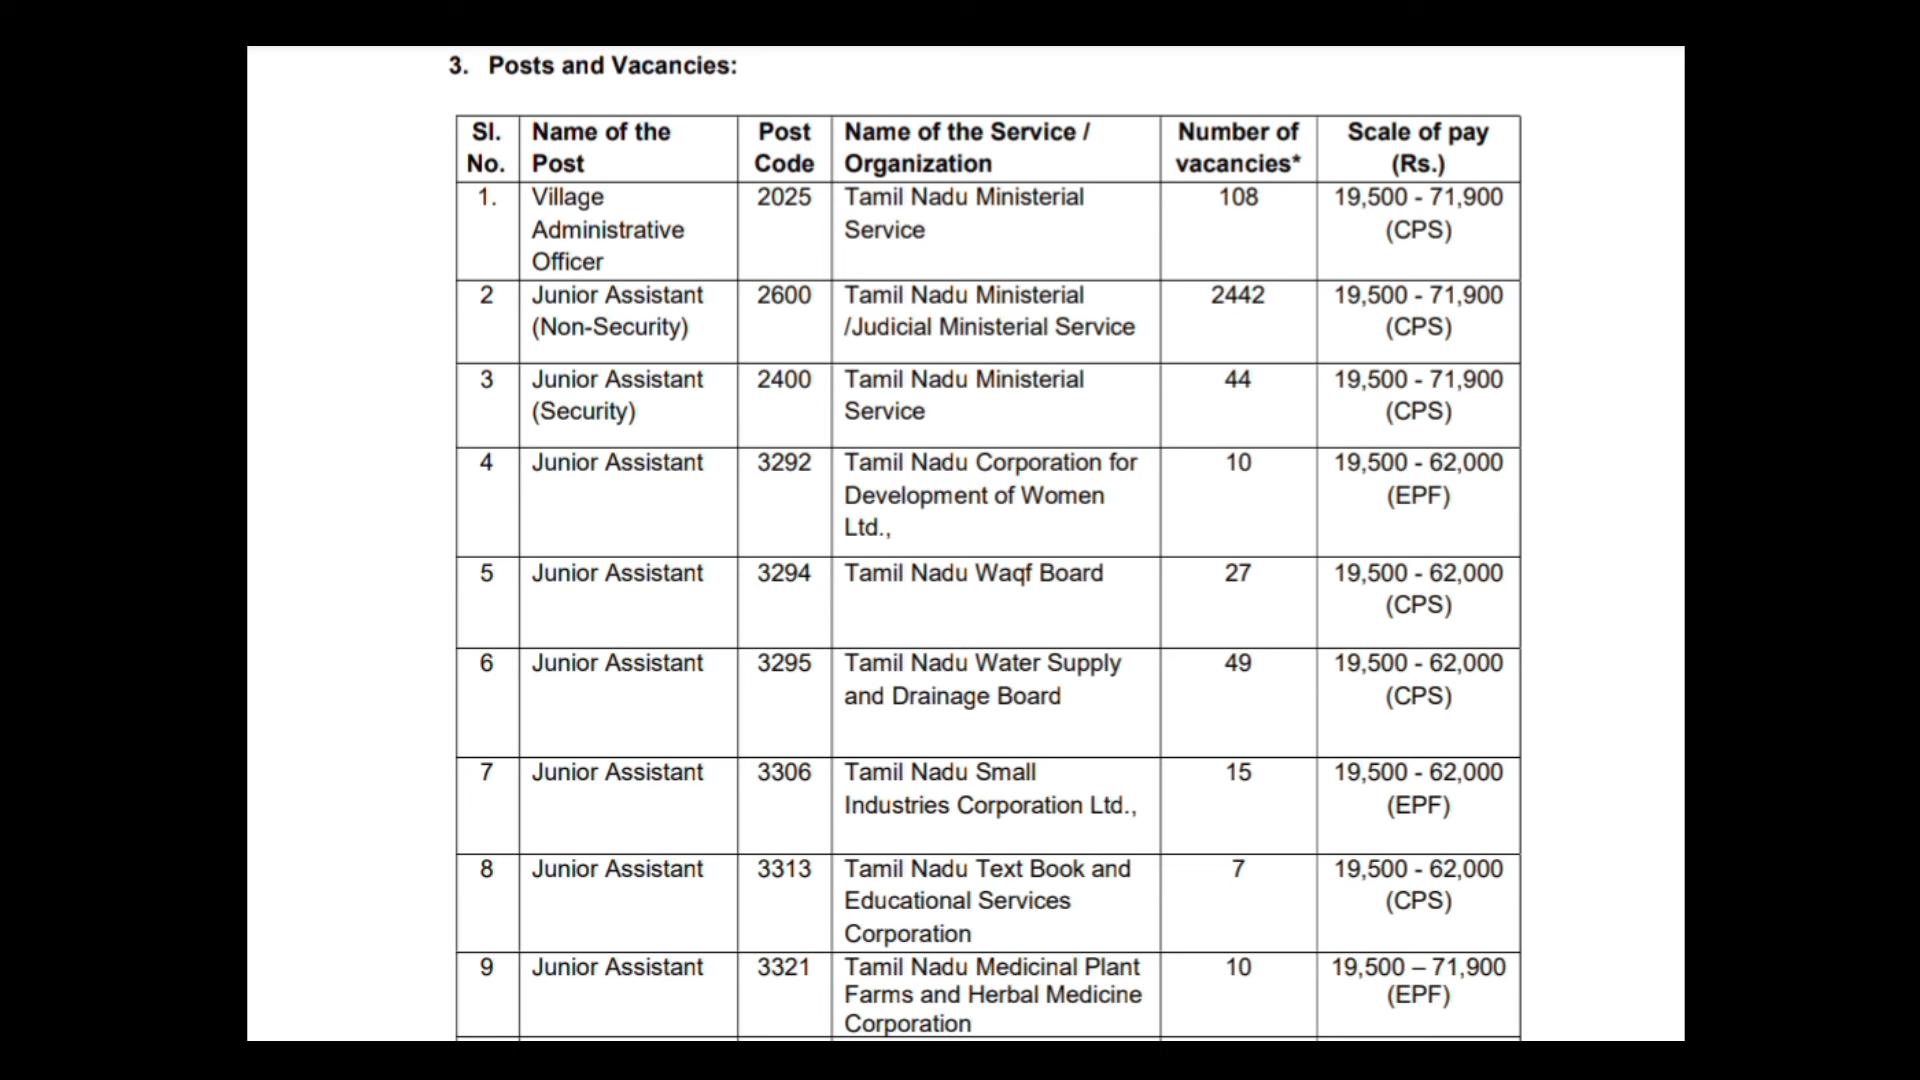 3. Posts and Vacancies:
Sl. No. Name of the Post Post Code Name of the Service / Organization Number of vacancies* Scale of pay (Rs.)
1. Village Administrative Officer 2025 Tamil Nadu Ministerial Service 108 19,500 - 71,900 (CPS)
2 Junior Assistant (Non-Security) 2600 Tamil Nadu Ministerial /Judicial Ministerial Service 2442 19,500 - 71,900 (CPS)
3 Junior Assistant (Security) 2400 Tamil Nadu Ministerial Service 44 19,500 - 71,900 (CPS)
4 Junior Assistant 3292 Tamil Nadu Corporation for Development of Women Ltd., 10 19,500 - 62,000 (EPF)
5 Junior Assistant 3294 Tamil Nadu Waqf Board 27 19,500 - 62,000 (CPS)
6 Junior Assistant 3295 Tamil Nadu Water Supply and Drainage Board 49 19,500 - 62,000 (CPS)
7 Junior Assistant 3306 Tamil Nadu Small Industries Corporation Ltd., 15 19,500 - 62,000 (EPF)
8 Junior Assistant 3313 Tamil Nadu Text Book and Educational Services Corporation 7 19,500 - 62,000 (CPS)
9 Junior Assistant 3321 Tamil Nadu Medicinal Plant Farms and Herbal Medicine Corporation 10 19,500 – 71,900 (EPF)